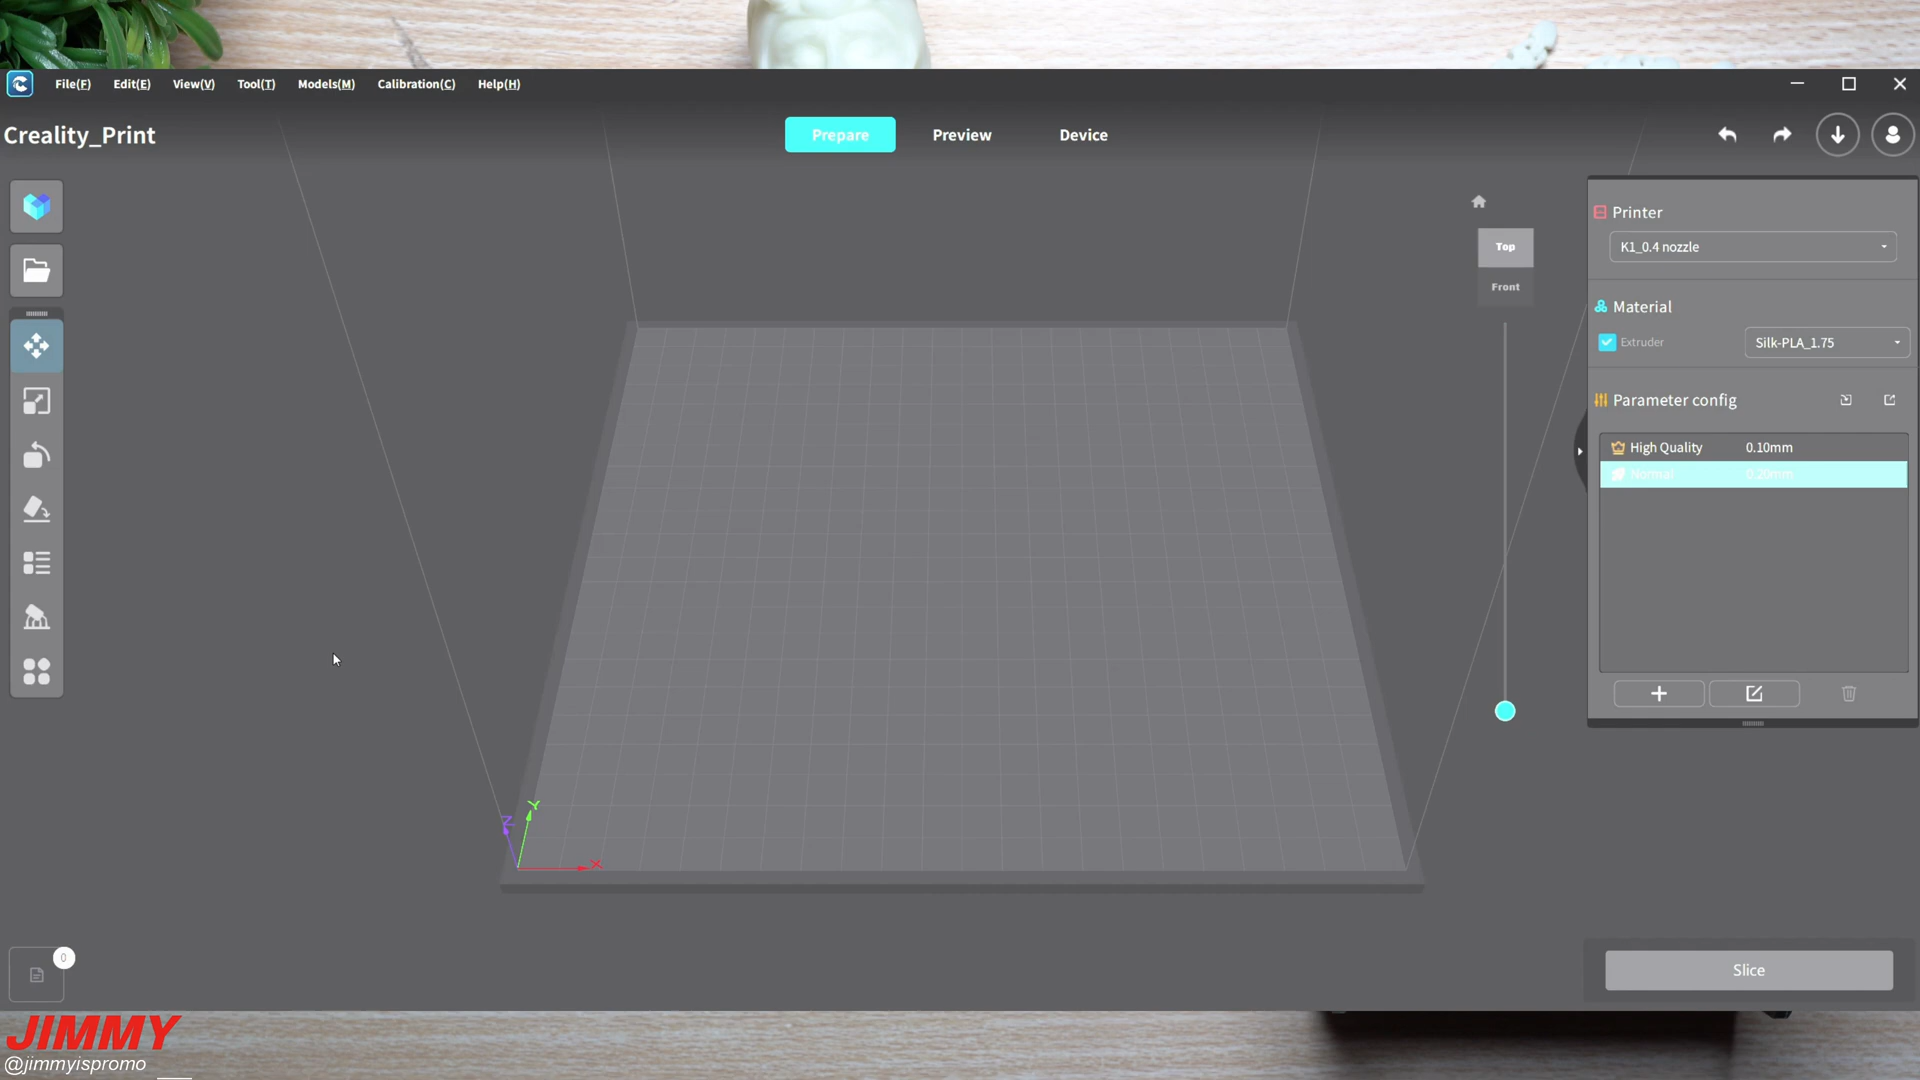 File(F) Edit(E) View(V) Tool(T) Models(M) Calibration(C) Help(H)
Creality_Print
Prepare Preview Device
Top
Front
Printer
K1_0.4 nozzle
Material
Extruder Silk-PLA_1.75
Parameter config
High Quality 0.10mm
Normal 0.20mm
Z Y X
0
Slice
JIMMY
@jimmyispromo